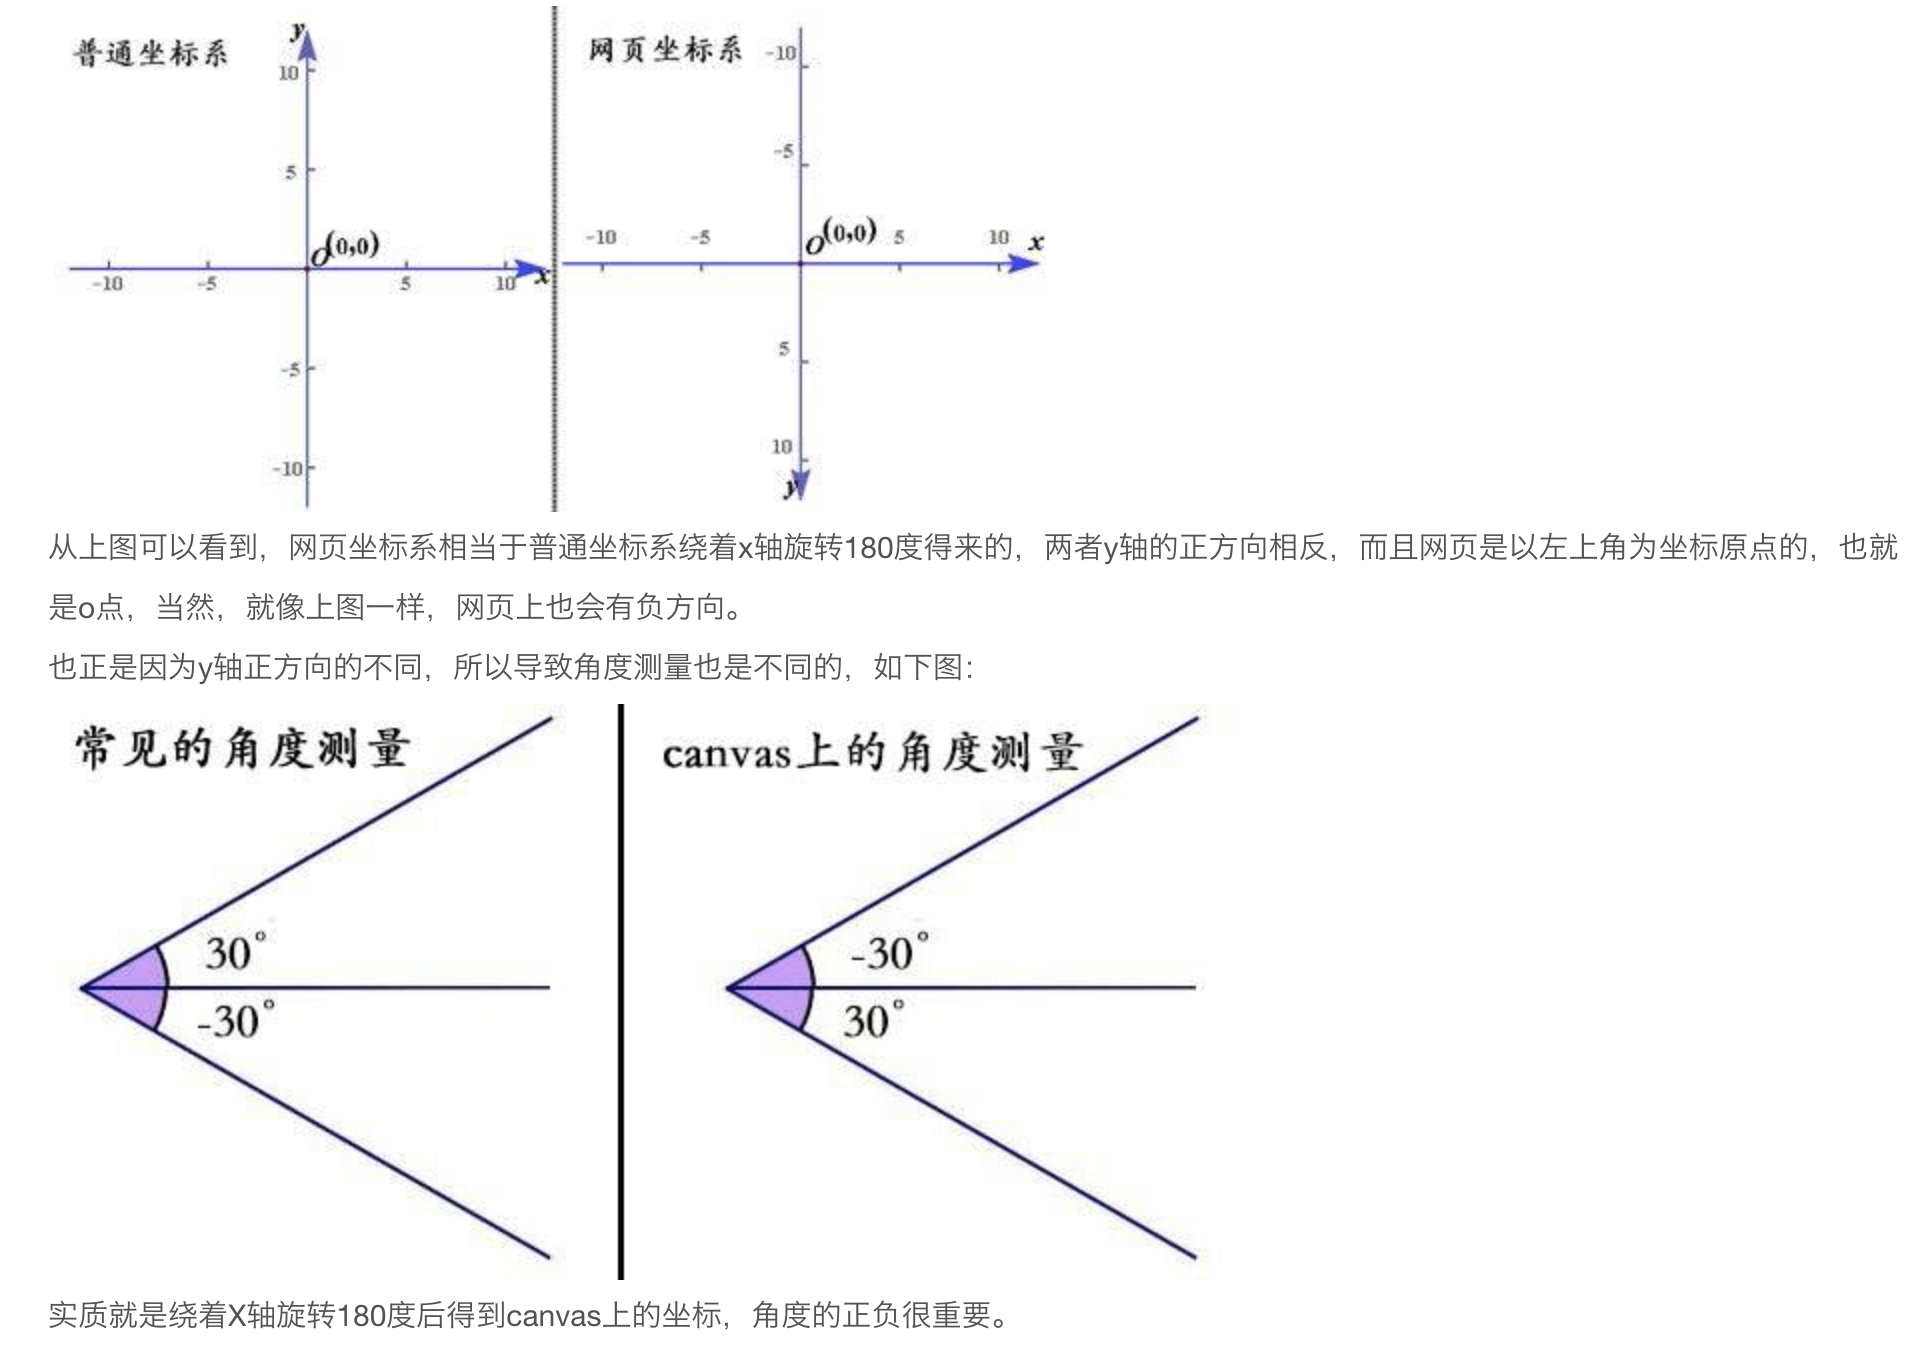 普通坐标系
y
10
5
O(0,0)
-10
-5
5
10
x
-5
-10
网页坐标系
-10
-5
-10
-5
O(0,0)
5
10
x
5
10
y
从上图可以看到，网页坐标系相当于普通坐标系绕着x轴旋转180度得来的，两者y轴的正方向相反，而且网页是以左上角为坐标原点的，也就
是o点，当然，就像上图一样，网页上也会有负方向。
也正是因为y轴正方向的不同，所以导致角度测量也是不同的，如下图：
常见的角度测量
30°
-30°
canvas上的角度测量
-30°
30°
实质就是绕着X轴旋转180度后得到canvas上的坐标，角度的正负很重要。